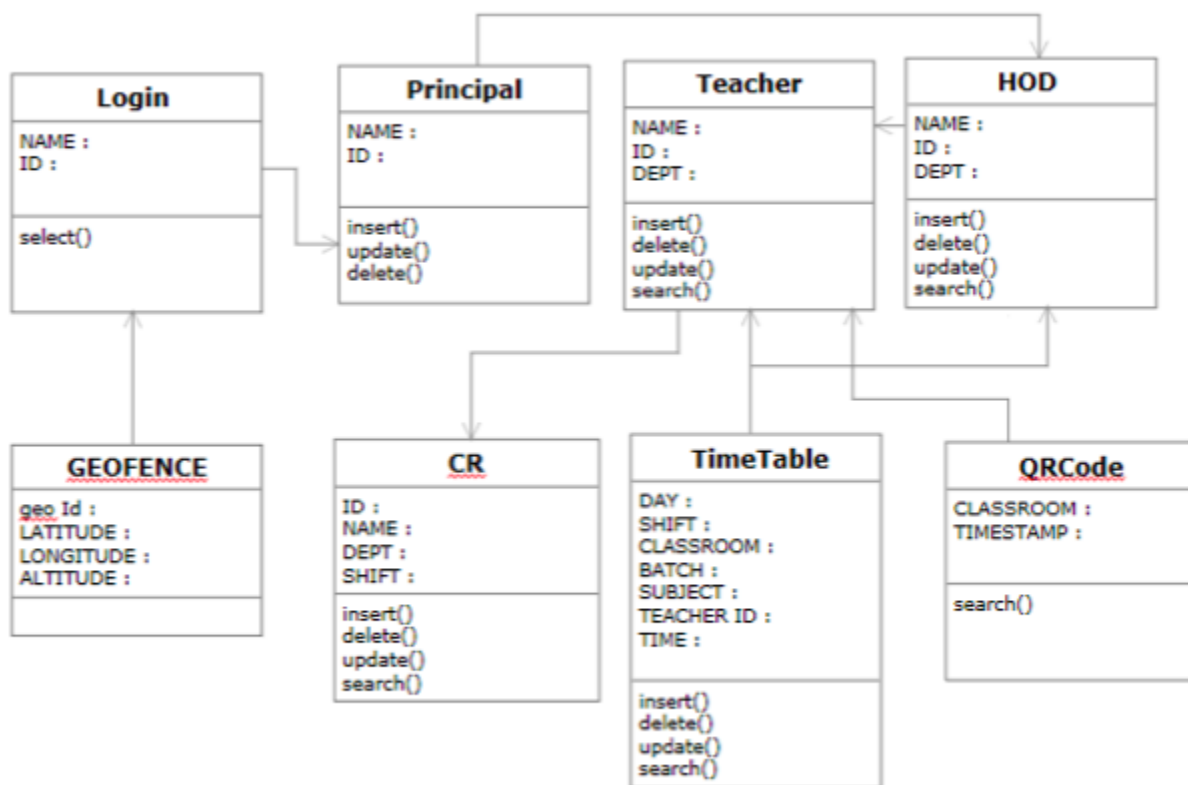 Login
NAME :
ID :
select()
Principal
NAME :
ID :
insert()
update()
delete()
Teacher
NAME :
ID :
DEPT :
insert()
delete()
update()
search()
HOD
NAME :
ID :
DEPT :
insert()
delete()
update()
search()
GEOFENCE
geo Id :
LATITUDE :
LONGITUDE :
ALTITUDE :
CR
ID :
NAME :
DEPT :
SHIFT :
insert()
delete()
update()
search()
TimeTable
DAY :
SHIFT :
CLASSROOM :
BATCH :
SUBJECT :
TEACHER ID :
TIME :
insert()
delete()
update()
search()
QRCode
CLASSROOM :
TIMESTAMP :
search()